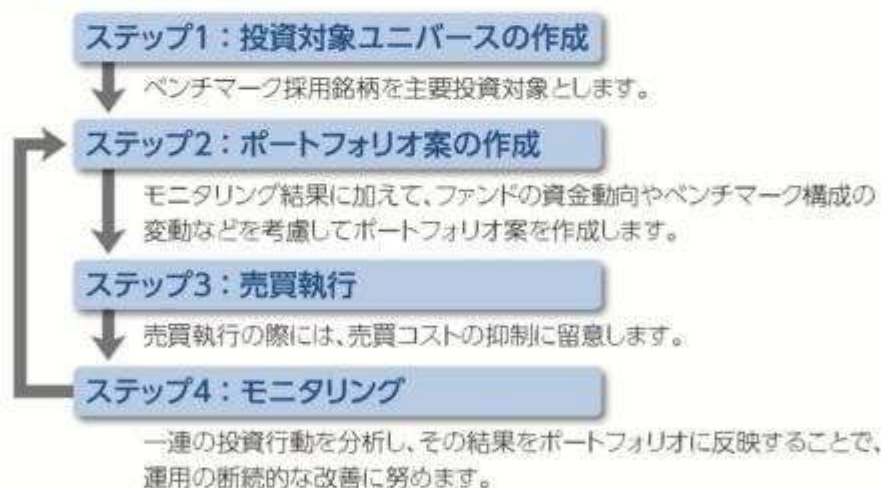 ステップ1：投資対象ユニバースの作成
ベンチマーク採用銘柄を主要投資対象とします。
ステップ2：ポートフォリオ案の作成
モニタリング結果に加えて、ファンドの資金動向やベンチマーク構成の
変動などを考慮してポートフォリオ案を作成します。
ステップ3：売買執行
売買執行の際には、売買コストの抑制に留意します。
ステップ4：モニタリング
一連の投資行動を分析し、その結果をポートフォリオに反映することで、
運用の断続的な改善に努めます。